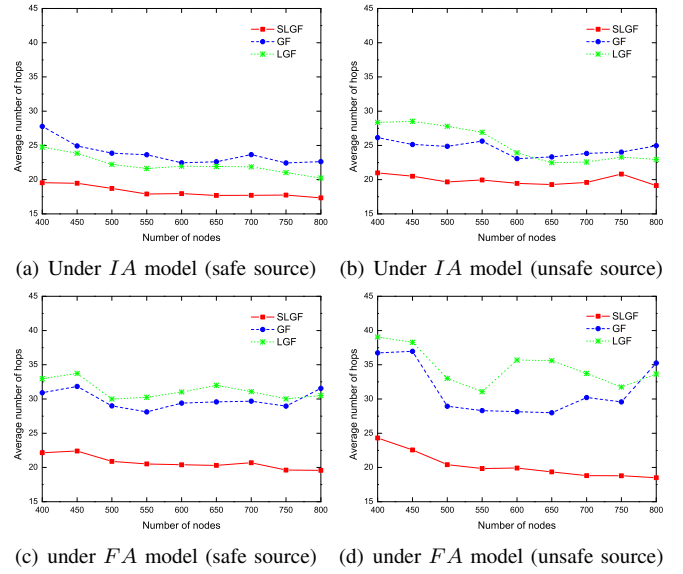 45
40
35
30
25
20
15
Average number of hops
SLGF
GF
LGF
400 450 500 550 600 650 700 750 800
Number of nodes
(a) Under IA model (safe source)
45
40
35
30
25
20
15
Average number of hops
SLGF
GF
LGF
400 450 500 550 600 650 700 750 800
Number of nodes
(b) Under IA model (unsafe source)
45
40
35
30
25
20
15
Average number of hops
SLGF
GF
LGF
400 450 500 550 600 650 700 750 800
Number of nodes
(c) under FA model (safe source)
45
40
35
30
25
20
15
Average number of hops
SLGF
GF
LGF
400 450 500 550 600 650 700 750 800
Number of nodes
(d) under FA model (unsafe source)